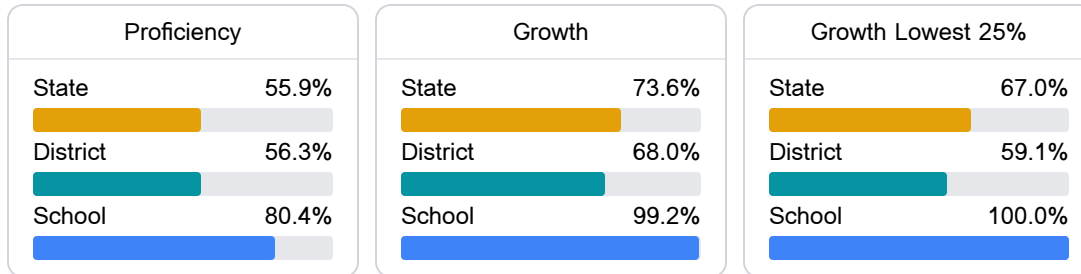 Proficiency
State 55.9%
District 56.3%
School 80.4%
Growth
State 73.6%
District 68.0%
School 99.2%
Growth Lowest 25%
State 67.0%
District 59.1%
School 100.0%